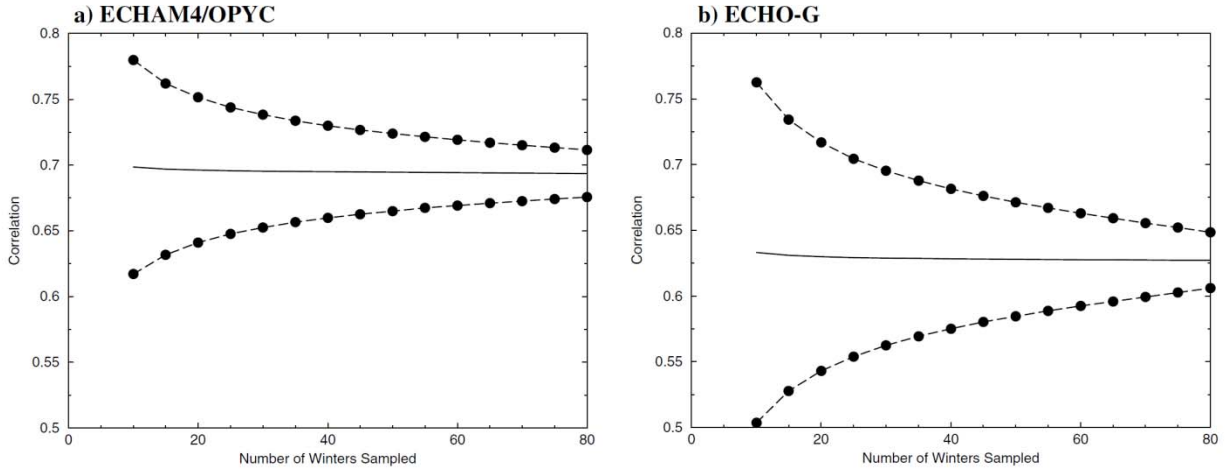 a) ECHAM4/OPYC
0.8
0.75
0.7
0.65
0.6
0.55
0.5
Correlation
0 20 40 60 80
Number of Winters Sampled
b) ECHO-G
0.8
0.75
0.7
0.65
0.6
0.55
0.5
Correlation
0 20 40 60 80
Number of Winters Sampled